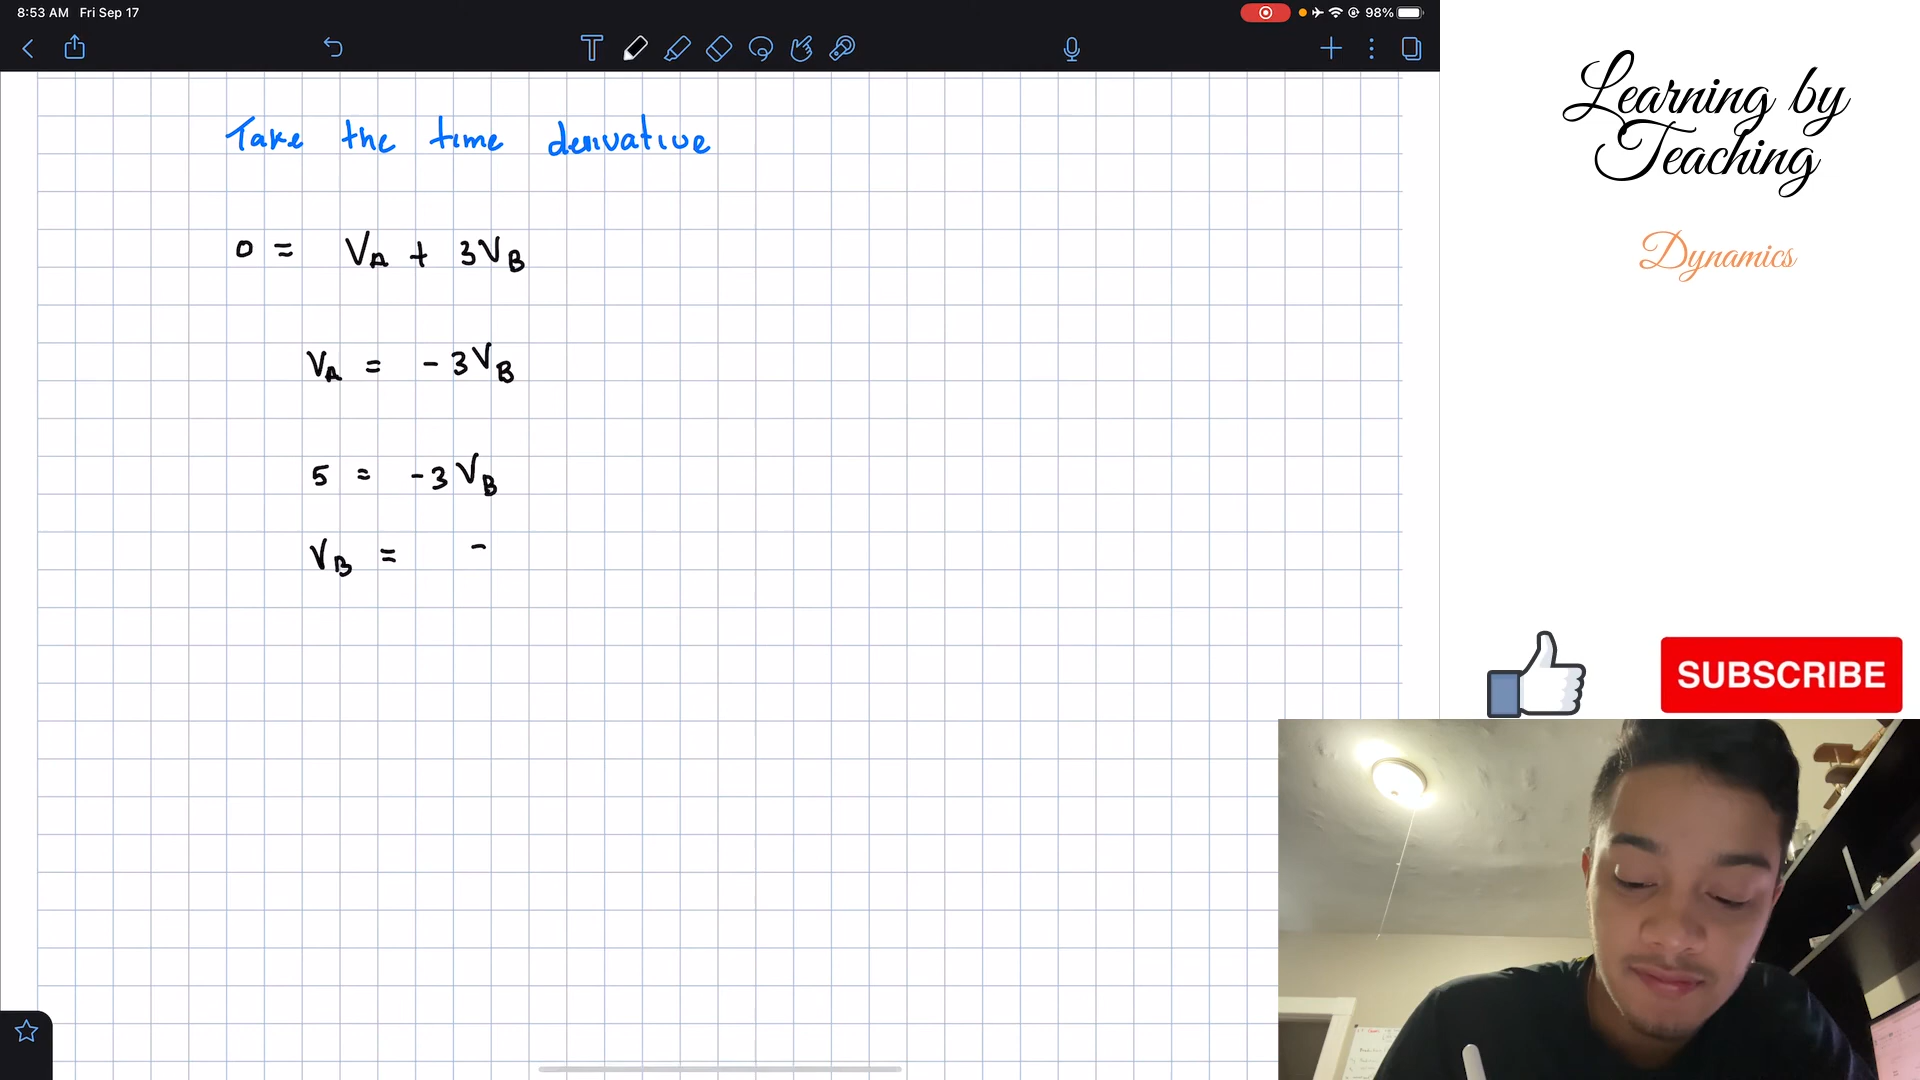 8:53 AM Fri Sep 17
98%
T
Take the time derivative
0 = VA + 3VB
VA = - 3VB
5 = -3VB
VB = -
Learning by
Teaching
Dynamics
SUBSCRIBE